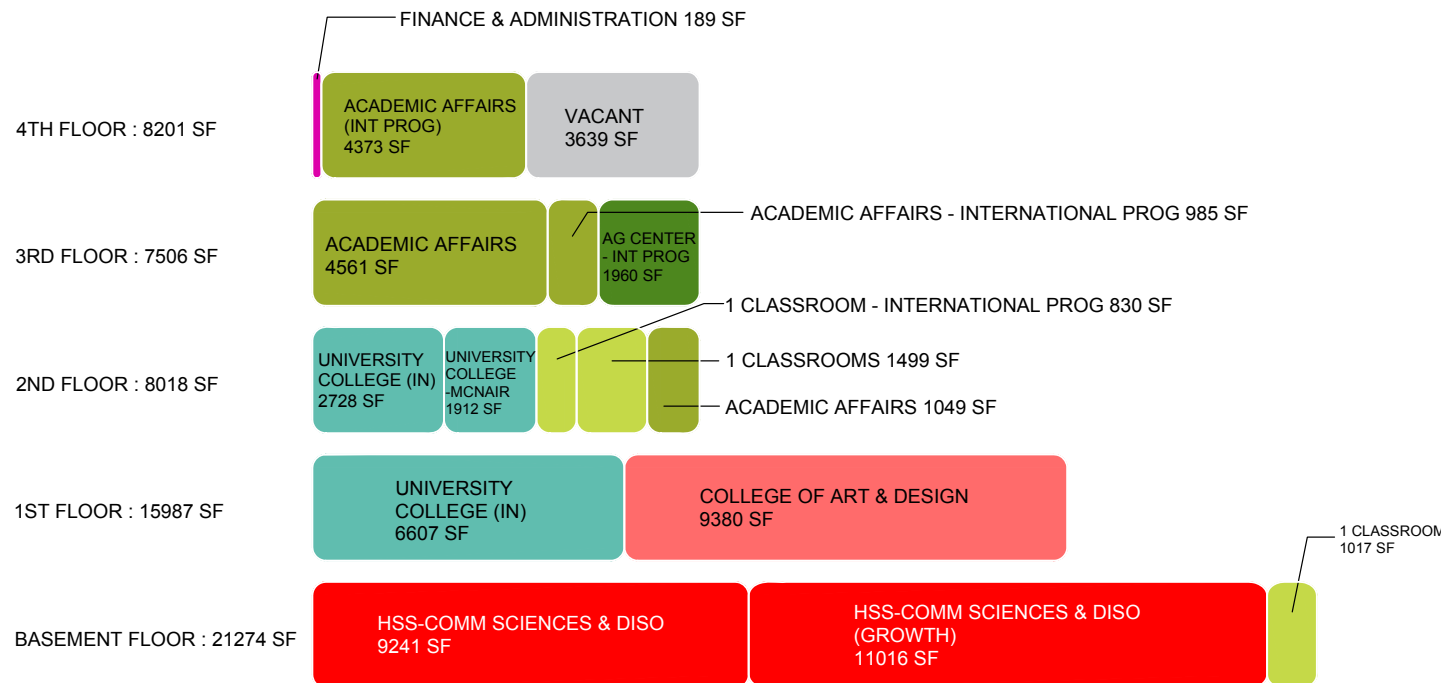 FINANCE & ADMINISTRATION 189 SF
4TH FLOOR : 8201 SF
ACADEMIC AFFAIRS
(INT PROG)
4373 SF
VACANT
3639 SF
3RD FLOOR : 7506 SF
ACADEMIC AFFAIRS
4561 SF
ACADEMIC AFFAIRS - INTERNATIONAL PROG 985 SF
AG CENTER
- INT PROG
1960 SF
1 CLASSROOM - INTERNATIONAL PROG 830 SF
2ND FLOOR : 8018 SF
UNIVERSITY
COLLEGE (IN)
2728 SF
UNIVERSITY
COLLEGE
-MCNAIR
1912 SF
1 CLASSROOMS 1499 SF
ACADEMIC AFFAIRS 1049 SF
1ST FLOOR : 15987 SF
UNIVERSITY
COLLEGE (IN)
6607 SF
COLLEGE OF ART & DESIGN
9380 SF
1 CLASSROOM
1017 SF
BASEMENT FLOOR : 21274 SF
HSS-COMM SCIENCES & DISO
9241 SF
HSS-COMM SCIENCES & DISO
(GROWTH)
11016 SF